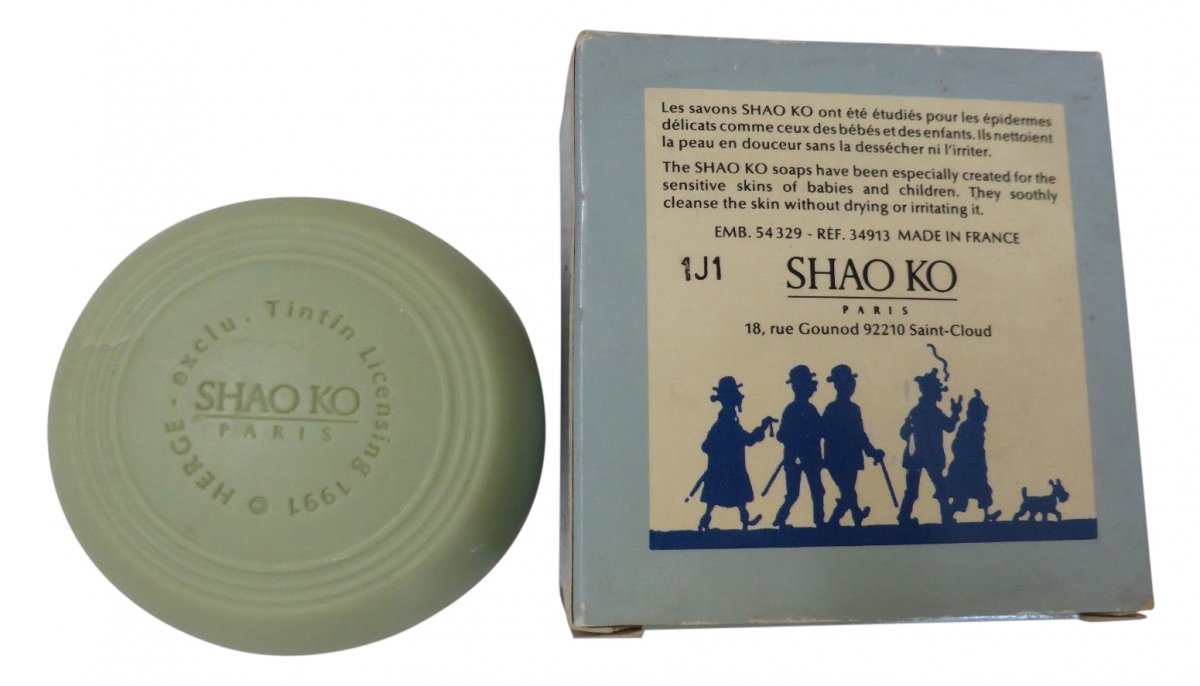 © HERGE - exclu. Tintin Licensing 1991
SHAO KO
PARIS
Les savons SHAO KO ont été étudiés pour les épidermes
délicats comme ceux des bébés et des enfants. Ils nettoient
la peau en douceur sans la dessécher ni l'irriter.
The SHAO KO soaps have been especially created for the
sensitive skins of babies and children. They soothly
cleanse the skin without drying or irritating it.
EMB. 54329 - RÉF. 34913 MADE IN FRANCE
1J1
SHAO KO
PARIS
18, rue Gounod 92210 Saint-Cloud